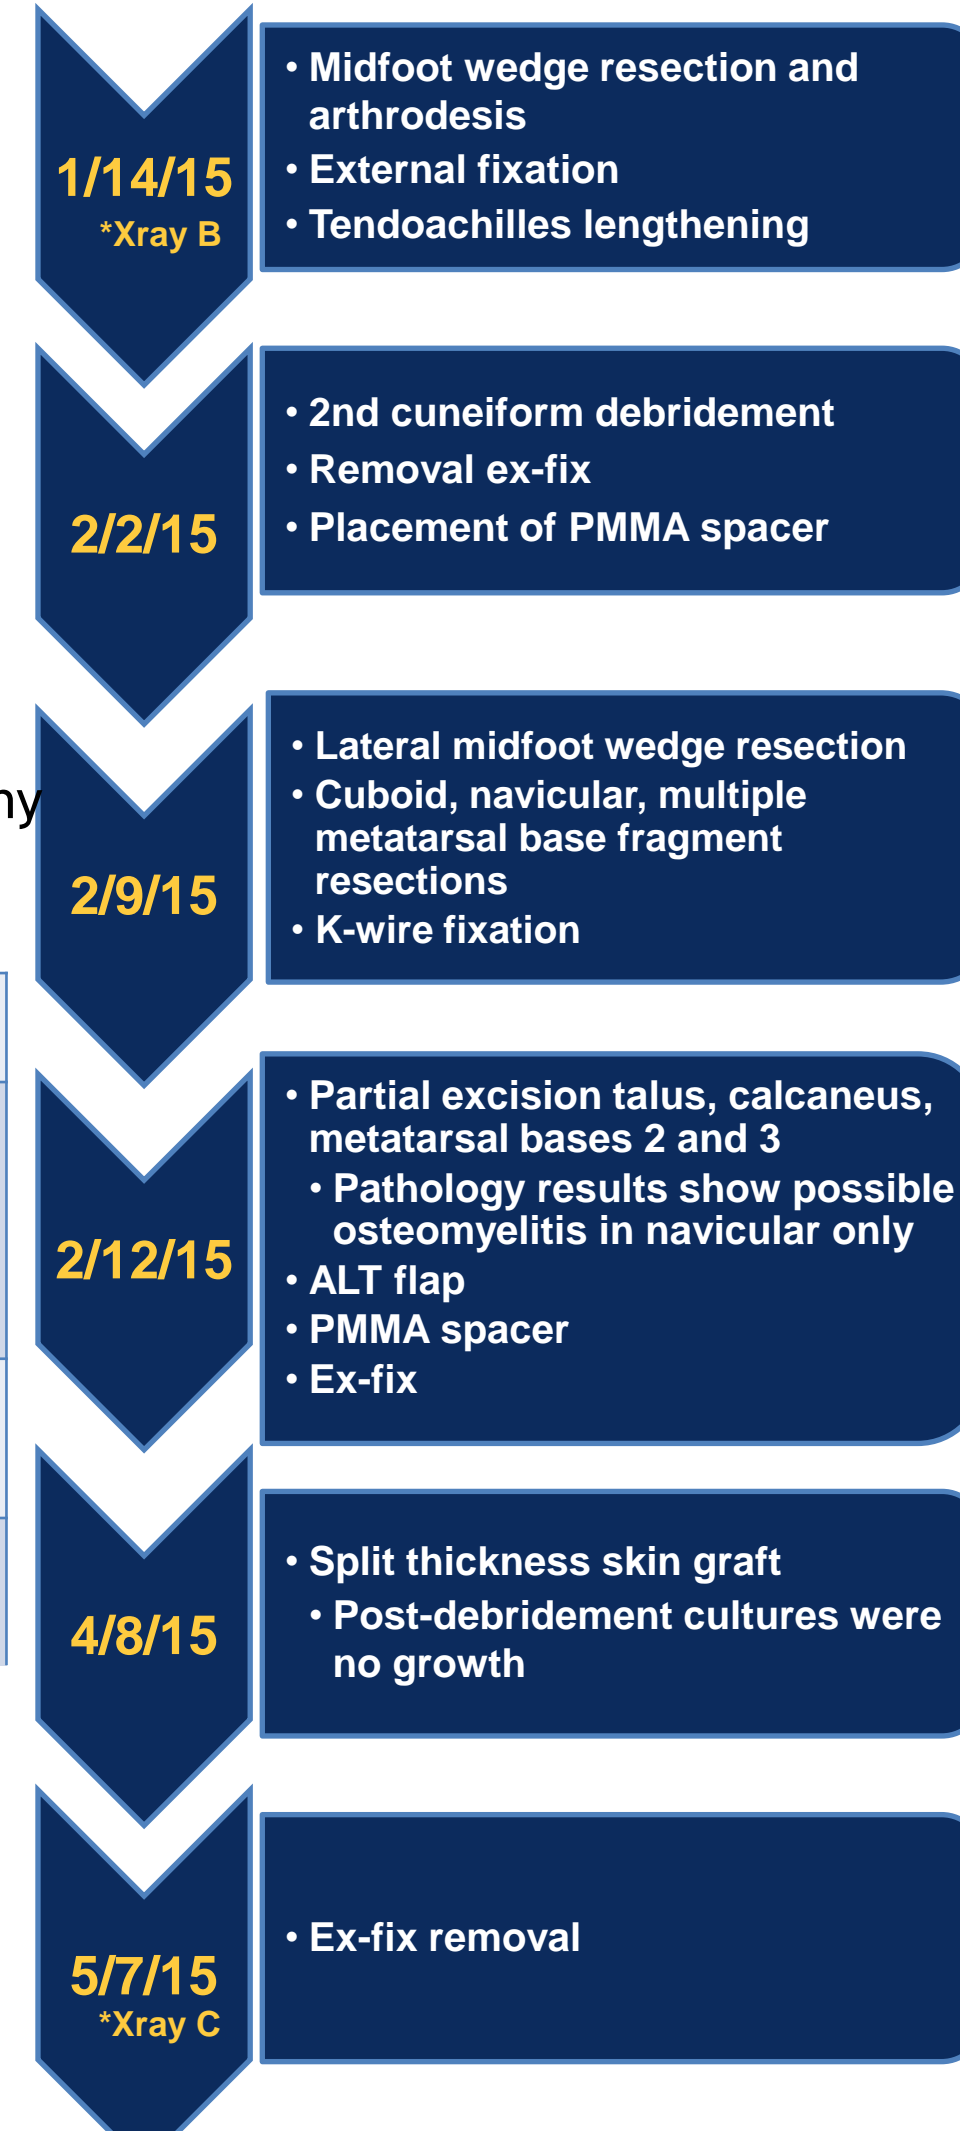 1/14/15
*Xray B
• Midfoot wedge resection and
arthrodesis
• External fixation
• Tendoachilles lengthening
2/2/15
• 2nd cuneiform debridement
• Removal ex-fix
• Placement of PMMA spacer
ny
2/9/15
• Lateral midfoot wedge resection
• Cuboid, navicular, multiple
metatarsal base fragment
resections
• K-wire fixation
2/12/15
• Partial excision talus, calcaneus,
metatarsal bases 2 and 3
• Pathology results show possible
osteomyelitis in navicular only
• ALT flap
• PMMA spacer
• Ex-fix
4/8/15
• Split thickness skin graft
• Post-debridement cultures were
no growth
5/7/15
*Xray C
• Ex-fix removal